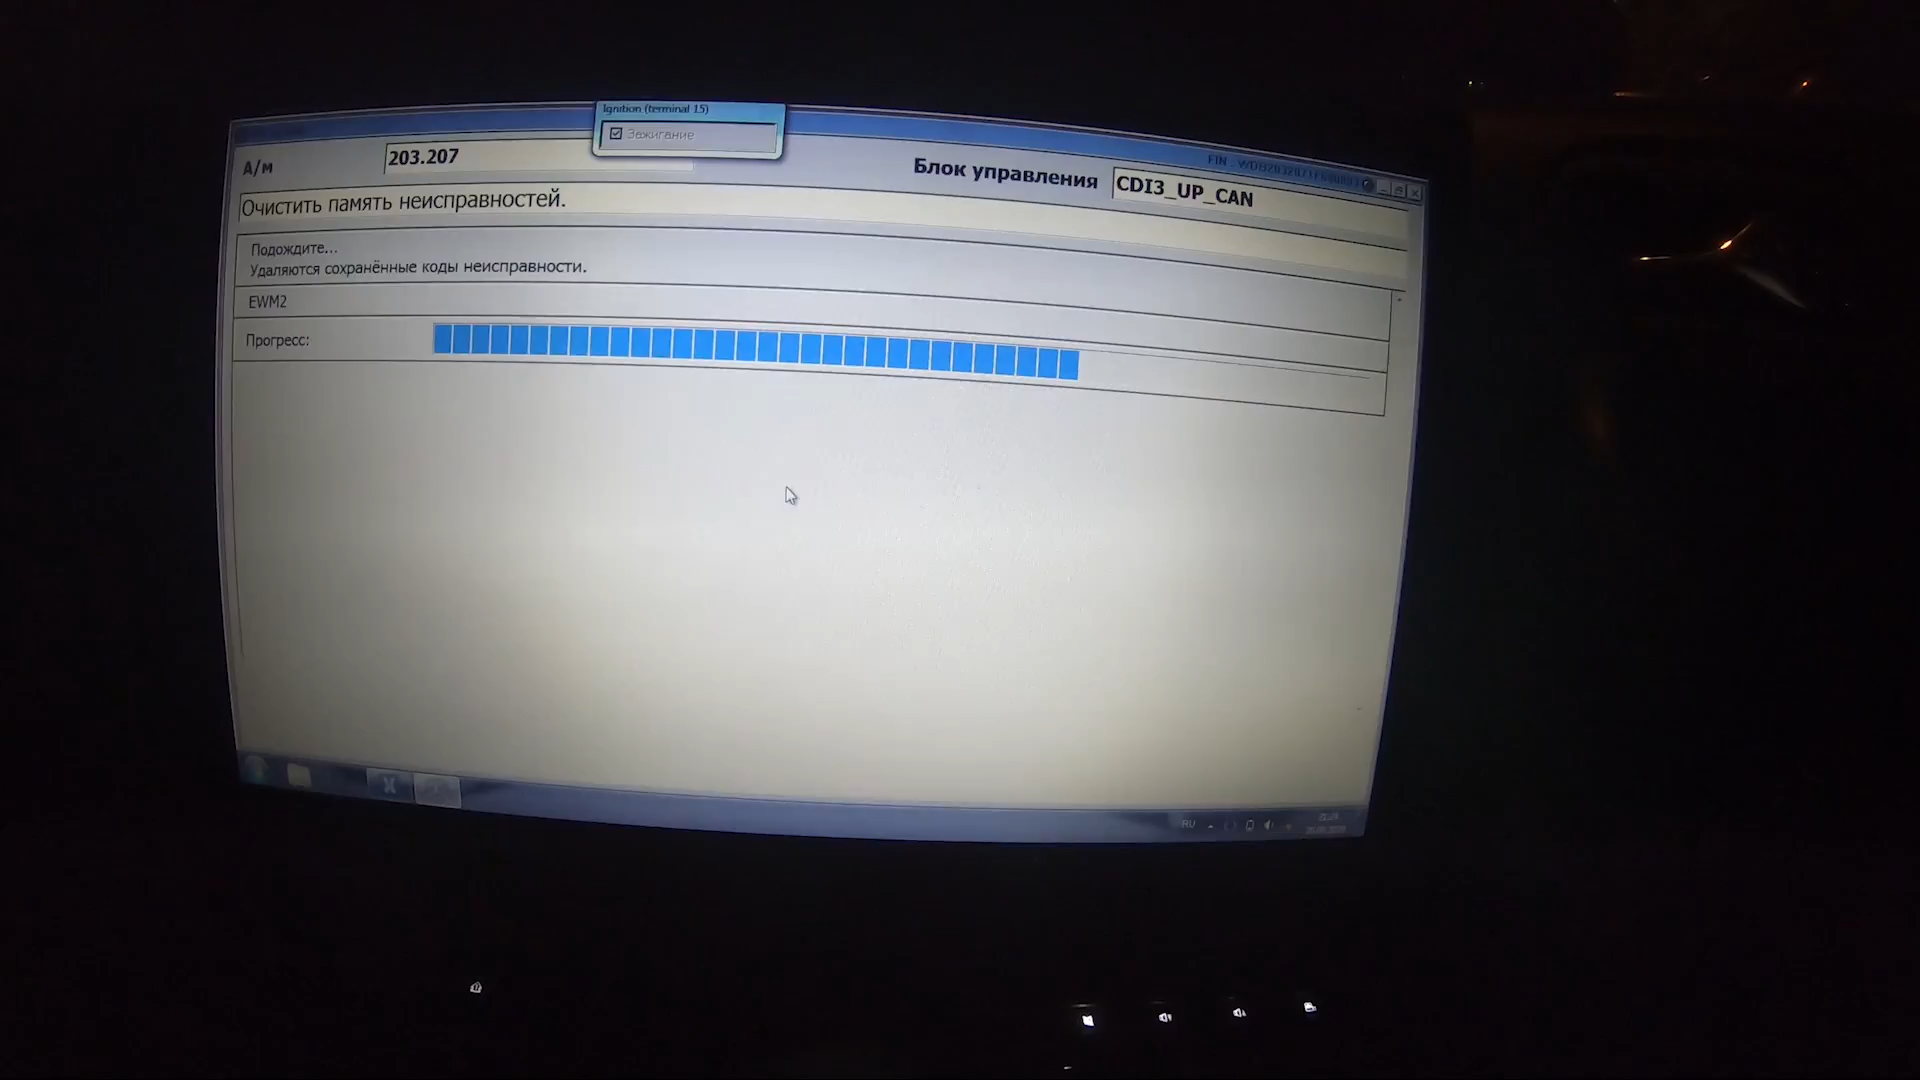 Ignition (terminal 15)
Зажигание
А/м
203.207
Блок управления
CDI3_UP_CAN
Очистить память неисправностей.
Подождите...
Удаляются сохранённые коды неисправности.
EWM2
Прогресс:
RU